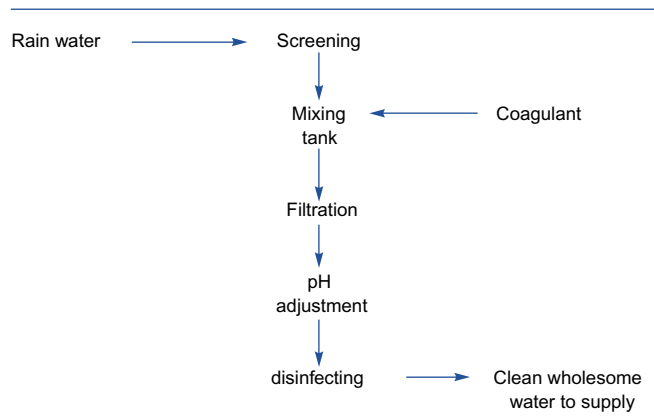 Rain water
Screening
Mixing
tank
Coagulant
Filtration
pH
adjustment
disinfecting
Clean wholesome
water to supply